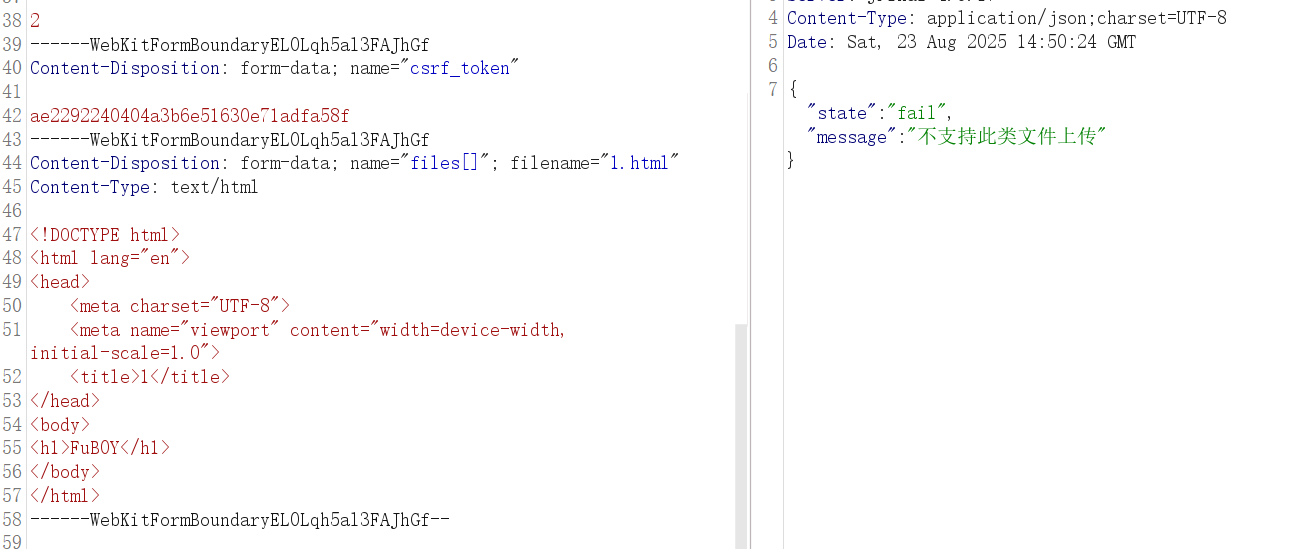 38 2
39 ------WebKitFormBoundaryEL0Lqh5al3FAJhGf
40 Content-Disposition: form-data; name="csrf_token"
41
42 ae2292240404a3b6e51630e71adfa58f
43 ------WebKitFormBoundaryEL0Lqh5al3FAJhGf
44 Content-Disposition: form-data; name="files[]"; filename="1.html"
45 Content-Type: text/html
46
47 <!DOCTYPE html>
48 <html lang="en">
49 <head>
50 <meta charset="UTF-8">
51 <meta name="viewport" content="width=device-width,
initial-scale=1.0">
52 <title>1</title>
53 </head>
54 <body>
55 <h1>FuBOY</h1>
56 </body>
57 </html>
58 ------WebKitFormBoundaryEL0Lqh5al3FAJhGf--
59
4 Content-Type: application/json;charset=UTF-8
5 Date: Sat, 23 Aug 2025 14:50:24 GMT
6
7 {
"state":"fail",
"message":"不支持此类文件上传"
}